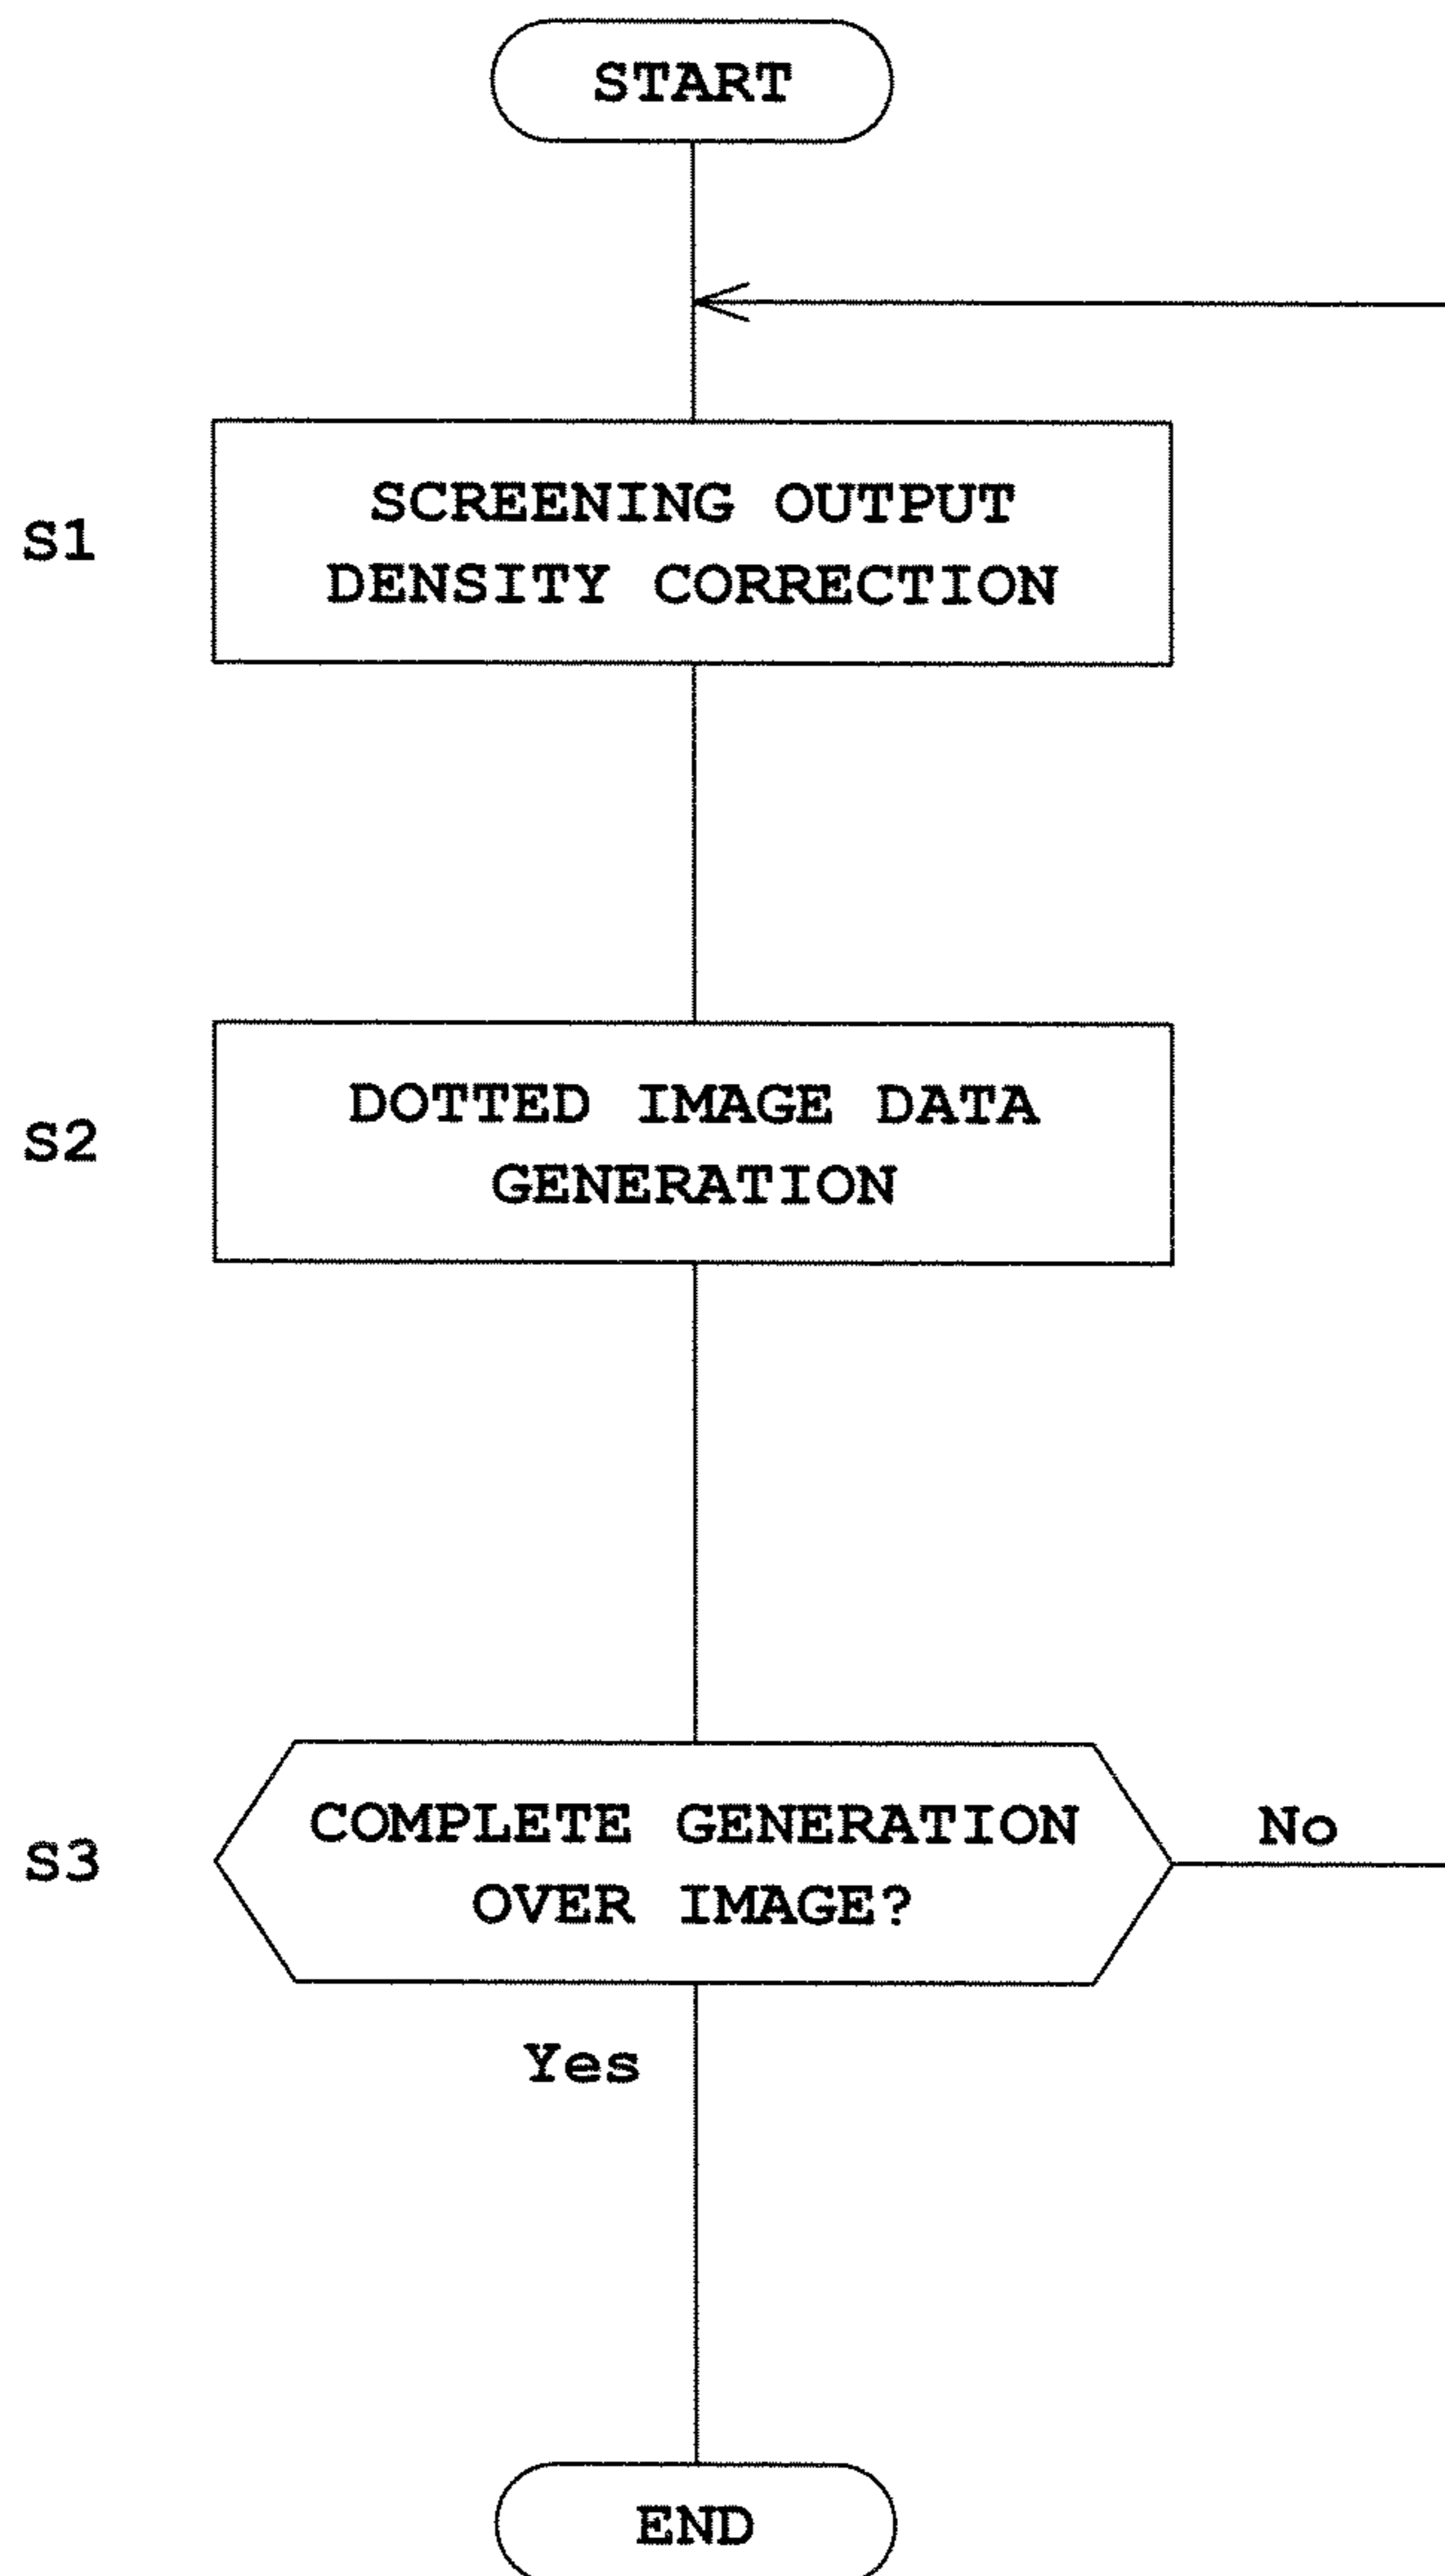 START
S1
SCREENING OUTPUT
DENSITY CORRECTION
S2
DOTTED IMAGE DATA
GENERATION
S3
COMPLETE GENERATION
OVER IMAGE?
No
Yes
END